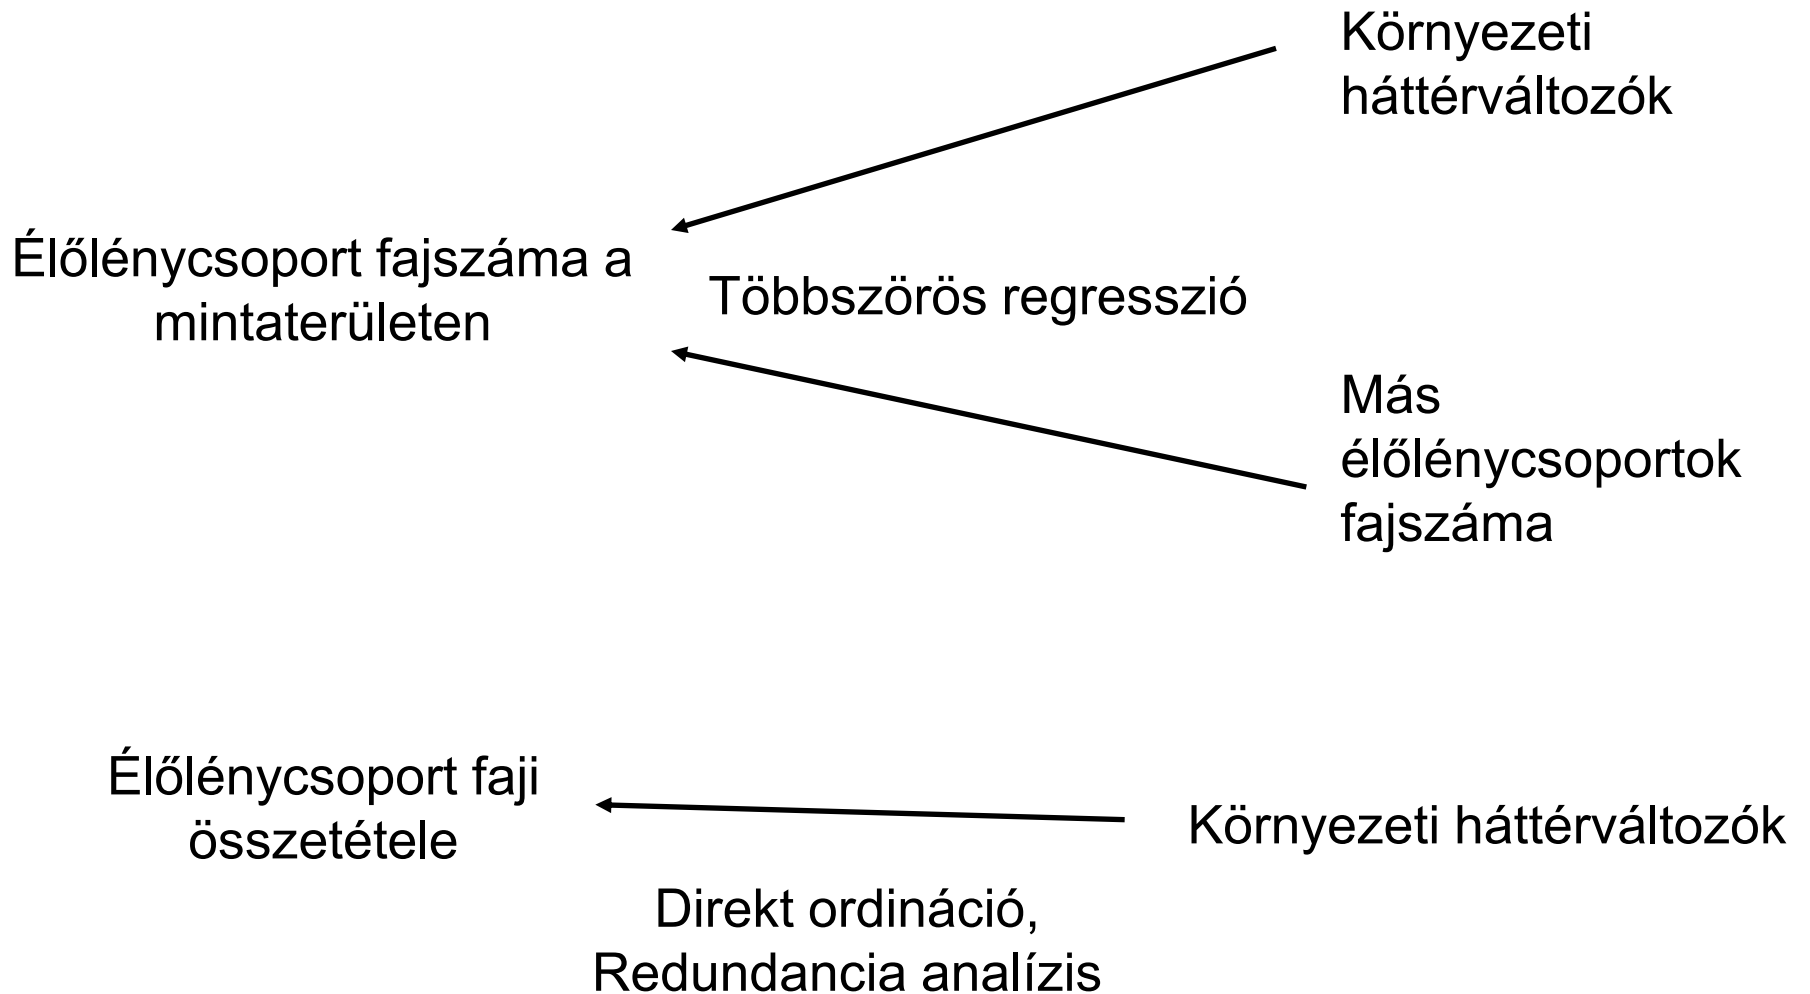 Környezeti
háttérváltozók
Élőlénycsoport fajszáma a
mintaterületen
Többszörös regresszió
Más
élőlénycsoportok
fajszáma
Élőlénycsoport faji
összetétele
Környezeti háttérváltozók
Direkt ordináció,
Redundancia analízis